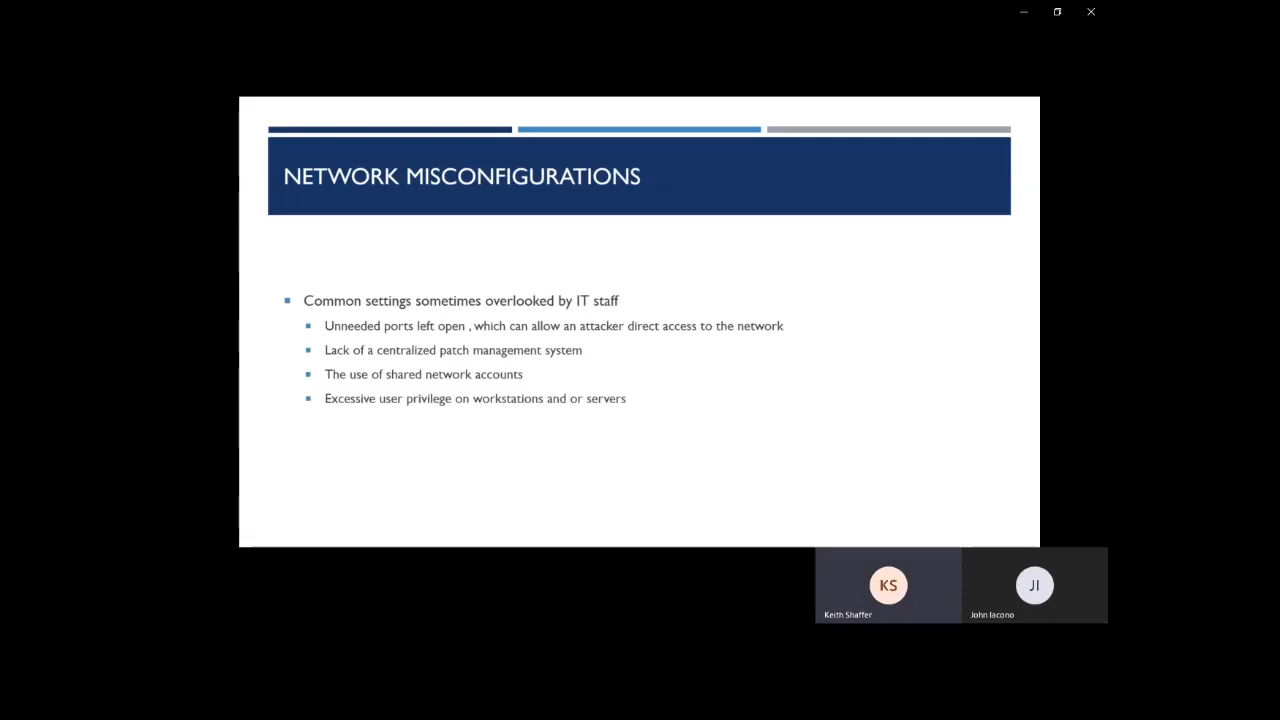 NETWORK MISCONFIGURATIONS
Common settings sometimes overlooked by IT staff
Unneeded ports left open , which can allow an attacker direct access to the network
Lack of a centralized patch management system
The use of shared network accounts
Excessive user privilege on workstations and or servers
KS
JI
Keith Shaffer
John Iacono